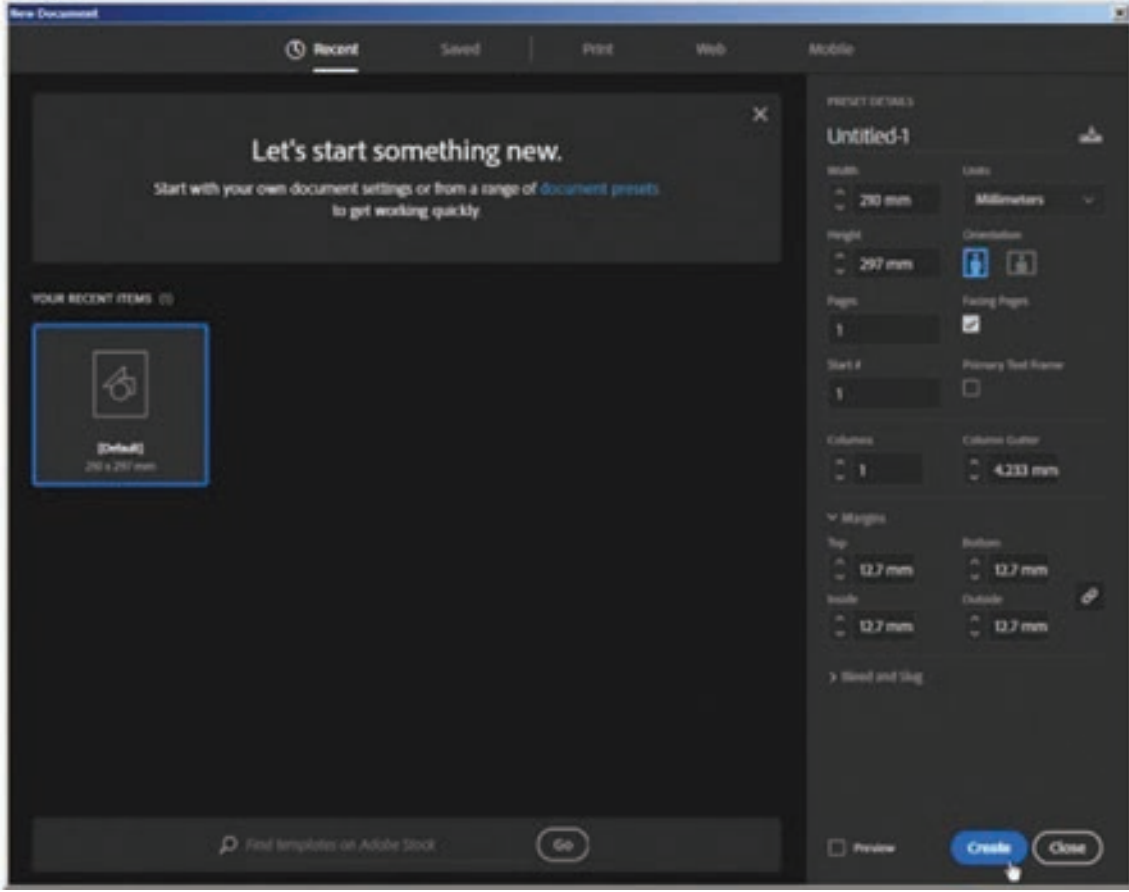 New Document
Recent Saved Print Web Mobile
Let's start something new.
Start with your own document settings or from a range of document presets
to get working quickly.
YOUR RECENT ITEMS (1)
[Default]
210 x 297 mm
Find templates on Adobe Stock Go
PRESET DETAILS
Untitled-1
Width Units
210 mm Millimeters
Height Orientation
297 mm
Pages Facing Pages
1
Start # Primary Text Frame
1
Columns Column Gutter
1 4.233 mm
Margins
Top Bottom
12.7 mm 12.7 mm
Inside Outside
12.7 mm 12.7 mm
Bleed and Slug
Preview Create Close